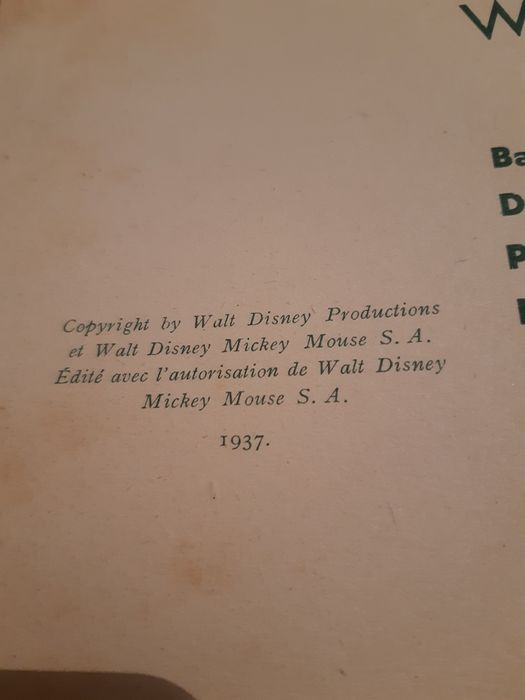 W
Ba
D
P
Copyright by Walt Disney Productions
et Walt Disney Mickey Mouse S. A.
Édité avec l'autorisation de Walt Disney
Mickey Mouse S. A.
1937.